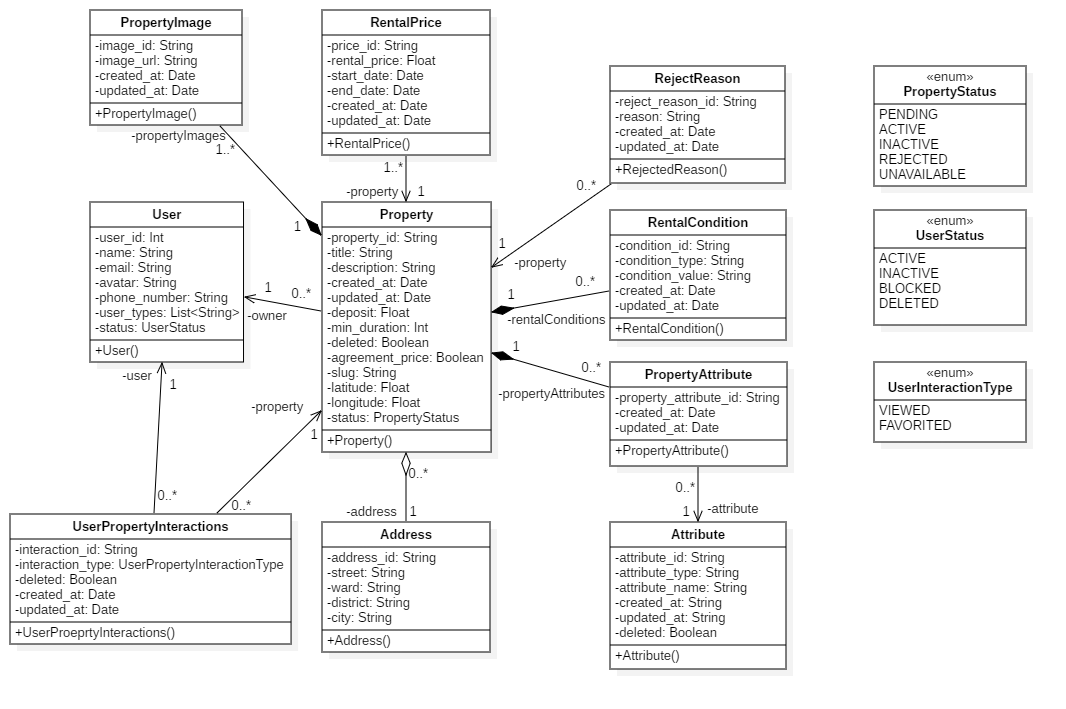 PropertyImage
-image_id: String
-image_url: String
-created_at: Date
-updated_at: Date
+PropertyImage()
RentalPrice
-price_id: String
-rental_price: Float
-start_date: Date
-end_date: Date
-created_at: Date
-updated_at: Date
+RentalPrice()
RejectReason
-reject_reason_id: String
-reason: String
-created_at: Date
-updated_at: Date
+RejectedReason()
«enum»
PropertyStatus
PENDING
ACTIVE
INACTIVE
REJECTED
UNAVAILABLE
-propertyImages
1..*
1
1..*
-property
1
0..*
1
-property
User
-user_id: Int
-name: String
-email: String
-avatar: String
-phone_number: String
-user_types: List<String>
-status: UserStatus
+User()
1
0..*
-owner
Property
-property_id: String
-title: String
-description: String
-created_at: Date
-updated_at: Date
-deposit: Float
-min_duration: Int
-deleted: Boolean
-agreement_price: Boolean
-slug: String
-latitude: Float
-longitude: Float
-status: PropertyStatus
+Property()
RentalCondition
-condition_id: String
-condition_type: String
-condition_value: String
-created_at: Date
-updated_at: Date
+RentalCondition()
0..*
1
-rentalConditions
«enum»
UserStatus
ACTIVE
INACTIVE
BLOCKED
DELETED
1
0..*
-propertyAttributes
PropertyAttribute
-property_attribute_id: String
-created_at: Date
-updated_at: Date
+PropertyAttribute()
«enum»
UserInteractionType
VIEWED
FAVORITED
-user
1
0..*
-property
1
0..*
0..*
-address
1
0..*
1
-attribute
UserPropertyInteractions
-interaction_id: String
-interaction_type: UserPropertyInteractionType
-deleted: Boolean
-created_at: Date
-updated_at: Date
+UserProeprtyInteractions()
Address
-address_id: String
-street: String
-ward: String
-district: String
-city: String
+Address()
Attribute
-attribute_id: String
-attribute_type: String
-attribute_name: String
-created_at: String
-updated_at: String
-deleted: Boolean
+Attribute()